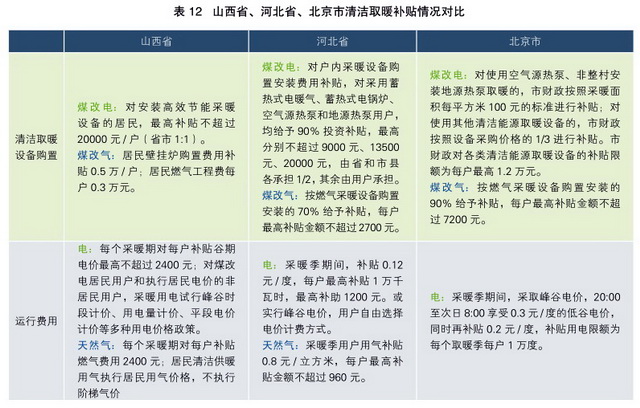 表 12 山西省、河北省、北京市清洁取暖补贴情况对比
山西省
河北省
北京市
清洁取暖
设备购置
煤改电：对安装高效节能采暖
设备的居民，最高补贴不超过
20000 元 / 户（省市 1:1）。
煤改气：居民壁挂炉购置费用补
贴 0.5 万 / 户；居民燃气工程费每
户 0.3 万元。
煤改电：对户内采暖设备购
置安装费用补贴，对采用蓄
热式电暖气、蓄热式电锅炉、
空气源热泵和地源热泵用户，
均给予 90% 投资补贴，最高
分别不超过 9000 元、13500
元、20000 元，由省和市县
各承担 1/2，其余由用户承担。
煤改气：按燃气采暖设备购置
安装的 70% 给予补贴，每户
最高补贴金额不超过 2700 元。
煤改电：对使用空气源热泵、非整村安
装地源热泵取暖的，市财政按照采暖面
积每平方米 100 元的标准进行补贴；对
使用其他清洁能源取暖设备的，市财政
按照设备采购价格的 1/3 进行补贴。市
财政对各类清洁能源取暖设备的补贴限
额为每户最高 1.2 万元。
煤改气：按燃气采暖设备购置安装的
90% 给予补贴，每户最高补贴金额不超
过 7200 元。
运行费用
电：每个采暖期对每户补贴谷期
电价最高不超过 2400 元；对煤改
电居民用户和执行居民电价的非
居民用户，采暖用电试行峰谷时
段计价、用电量计价、平段电价
计价等多种用电价格政策。
天然气：每个采暖期对每户补贴
燃气费用 2400 元；居民清洁供暖
用气执行居民用气价格，不执行
阶梯气价
电：采暖季期间，补贴 0.12
元 / 度，每户最高补贴 1 万千
瓦时，最高补助 1200 元。或
实行峰谷电价，用户自由选择
电价计费方式。
天然气：采暖季用户用气补贴
0.8 元 / 立方米，每户最高补
贴金额不超过 960 元。
电：采暖季期间，采取峰谷电价，20:00
至次日 8:00 享受 0.3 元 / 度的低谷电价，
同时再补贴 0.2 元 / 度，补贴用电限额为
每个取暖季每户 1 万度。